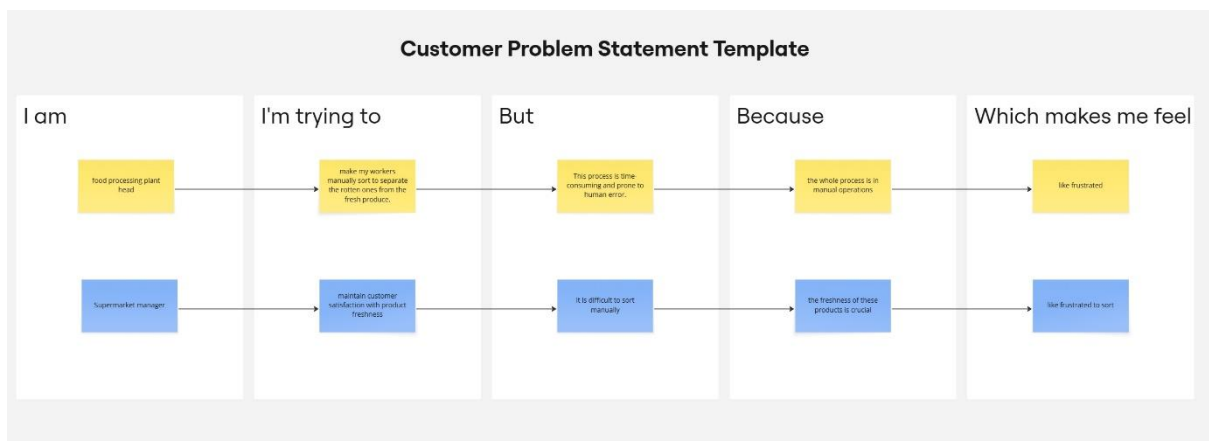 Customer Problem Statement Template
I am
I'm trying to
But
Because
Which makes me feel
food processing plant
head
make my workers
manually sort to separate
the rotten ones from the
fresh produce.
This process is time
consuming and prone to
human error.
the whole process is in
manual operations
like frustrated
Supermarket manager
maintain customer
satisfaction with product
freshness
It is difficult to sort
manually
the freshness of these
products is crucial
like frustrated to sort